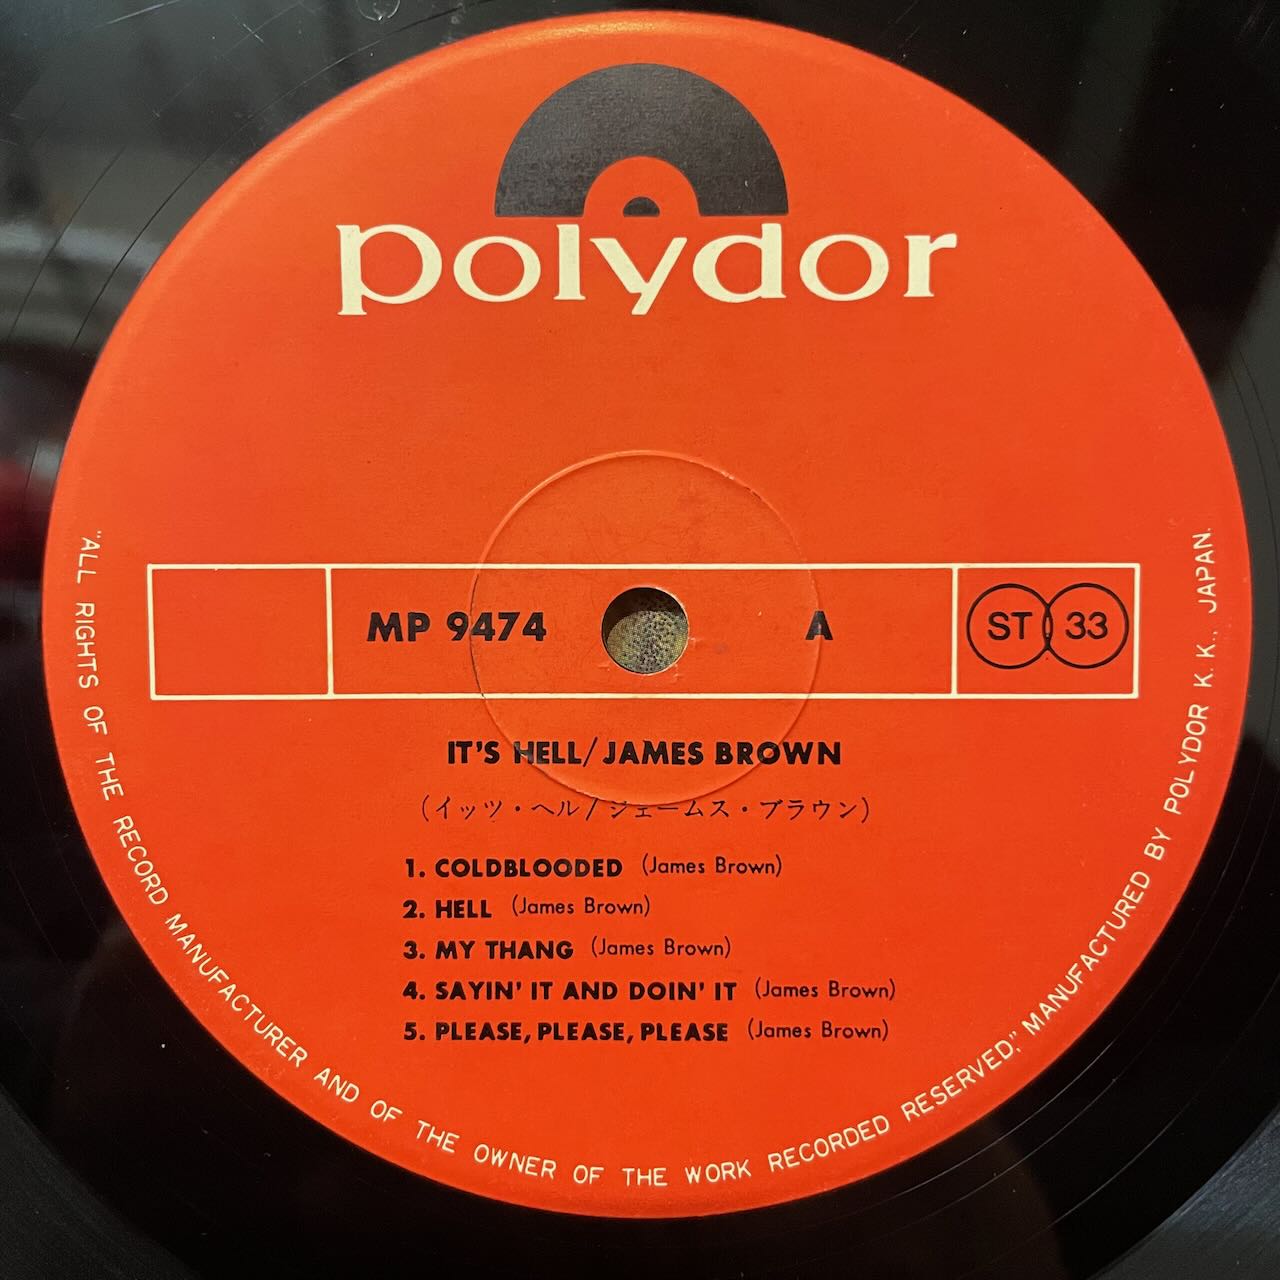 polydor
MP 9474 A ST 33
IT'S HELL/JAMES BROWN
(イッツ・ヘル/ジェームス・ブラウン)
1. COLDBLOODED (James Brown)
2. HELL (James Brown)
3. MY THANG (James Brown)
4. SAYIN' IT AND DOIN' IT (James Brown)
5. PLEASE, PLEASE, PLEASE (James Brown)
"ALL RIGHTS OF THE RECORD MANUFACTURER AND OF THE OWNER OF THE WORK RECORDED RESERVED," MANUFACTURED BY POLYDOR K. K., JAPAN.